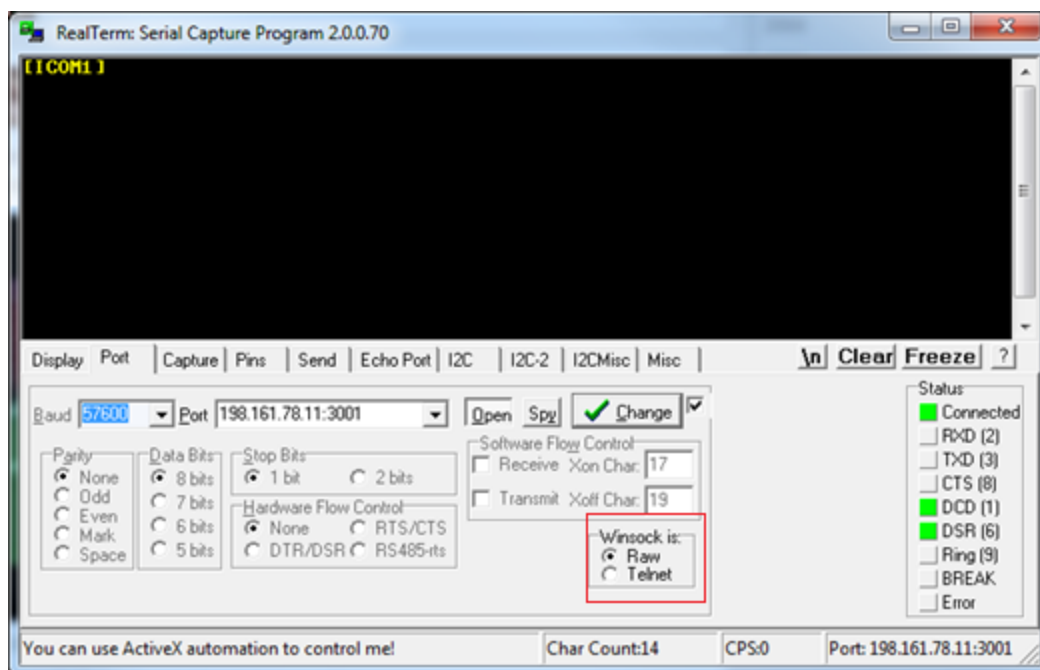 RealTerm: Serial Capture Program 2.0.0.70
[ICOM1]
Display Port Capture Pins Send Echo Port I2C I2C-2 I2CMisc Misc \n Clear Freeze ?
Baud 57600 Port 198.161.78.11:3001 Open Spy Change
Parity
None
Odd
Even
Mark
Space
Data Bits
8 bits
7 bits
6 bits
5 bits
Stop Bits
1 bit 2 bits
Hardware Flow Control
None RTS/CTS
DTR/DSR RS485-rts
Software Flow Control
Receive Xon Char: 17
Transmit Xoff Char: 19
Winsock is:
Raw
Telnet
Status
Connected
RXD (2)
TXD (3)
CTS (8)
DCD (1)
DSR (6)
Ring (9)
BREAK
Error
You can use ActiveX automation to control me! Char Count:14 CPS:0 Port: 198.161.78.11:3001